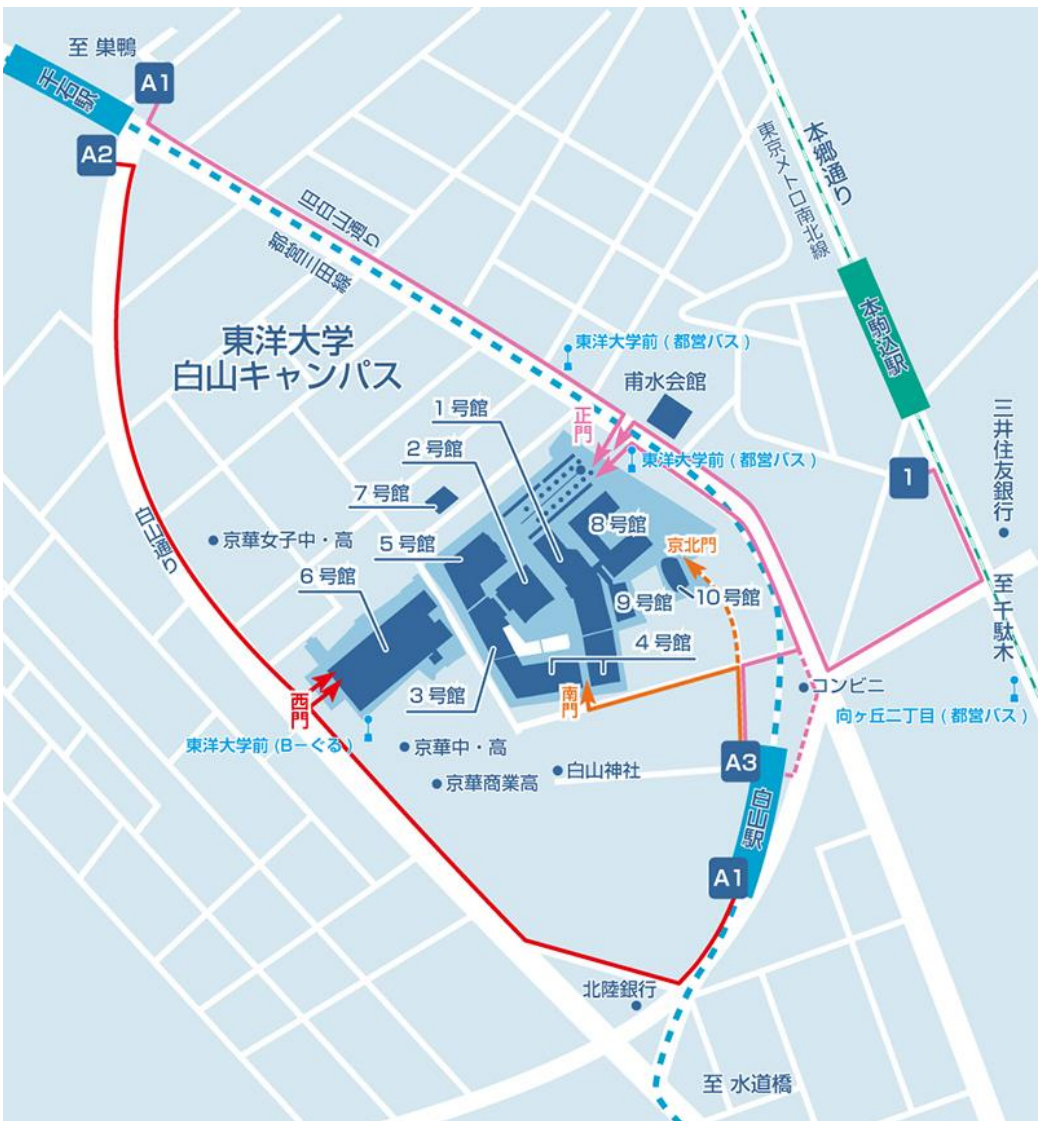 至 巣鴨
A1
千石駅
A2
旧白山通り
都営三田線
本郷通り
東京メトロ南北線
本駒込駅
東洋大学
白山キャンパス
東洋大学前(都営バス)
甫水会館
正門
東洋大学前(都営バス)
1号館
2号館
7号館
5号館
6号館
8号館
京北門
10号館
9号館
4号館
3号館
1
三井住友銀行
至 千駄木
白山通り
京華女子中・高
西門
南門
東洋大学前(B−ぐる)
京華中・高
京華商業高
白山神社
コンビニ
向ヶ丘二丁目(都営バス)
A3
白山駅
A1
北陸銀行
至 水道橋